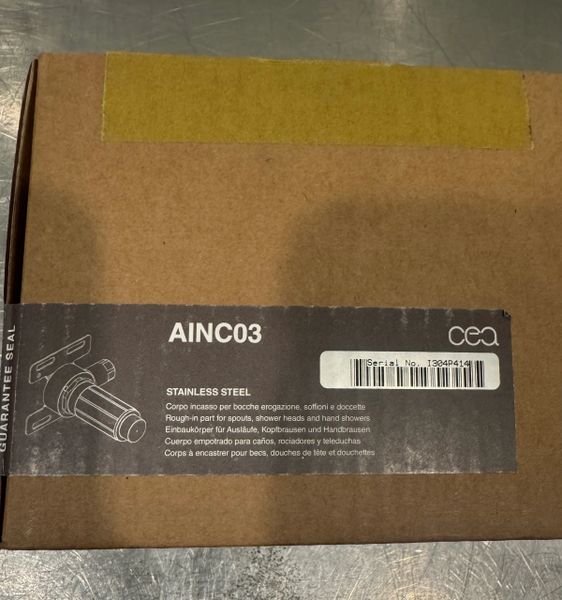 GUARANTEE SEAL
AINC03
cea
Serial No. I304P414
STAINLESS STEEL
Corpo incasso per bocche erogazione, soffioni e doccette
Rough-in part for spouts, shower heads and hand showers
Einbaukörper für Ausläufe, Kopfbrausen und Handbrausen
Cuerpo empotrado para caños, rociadores y teleduchas
Corps à encastrer pour becs, douches de tête et douchettes